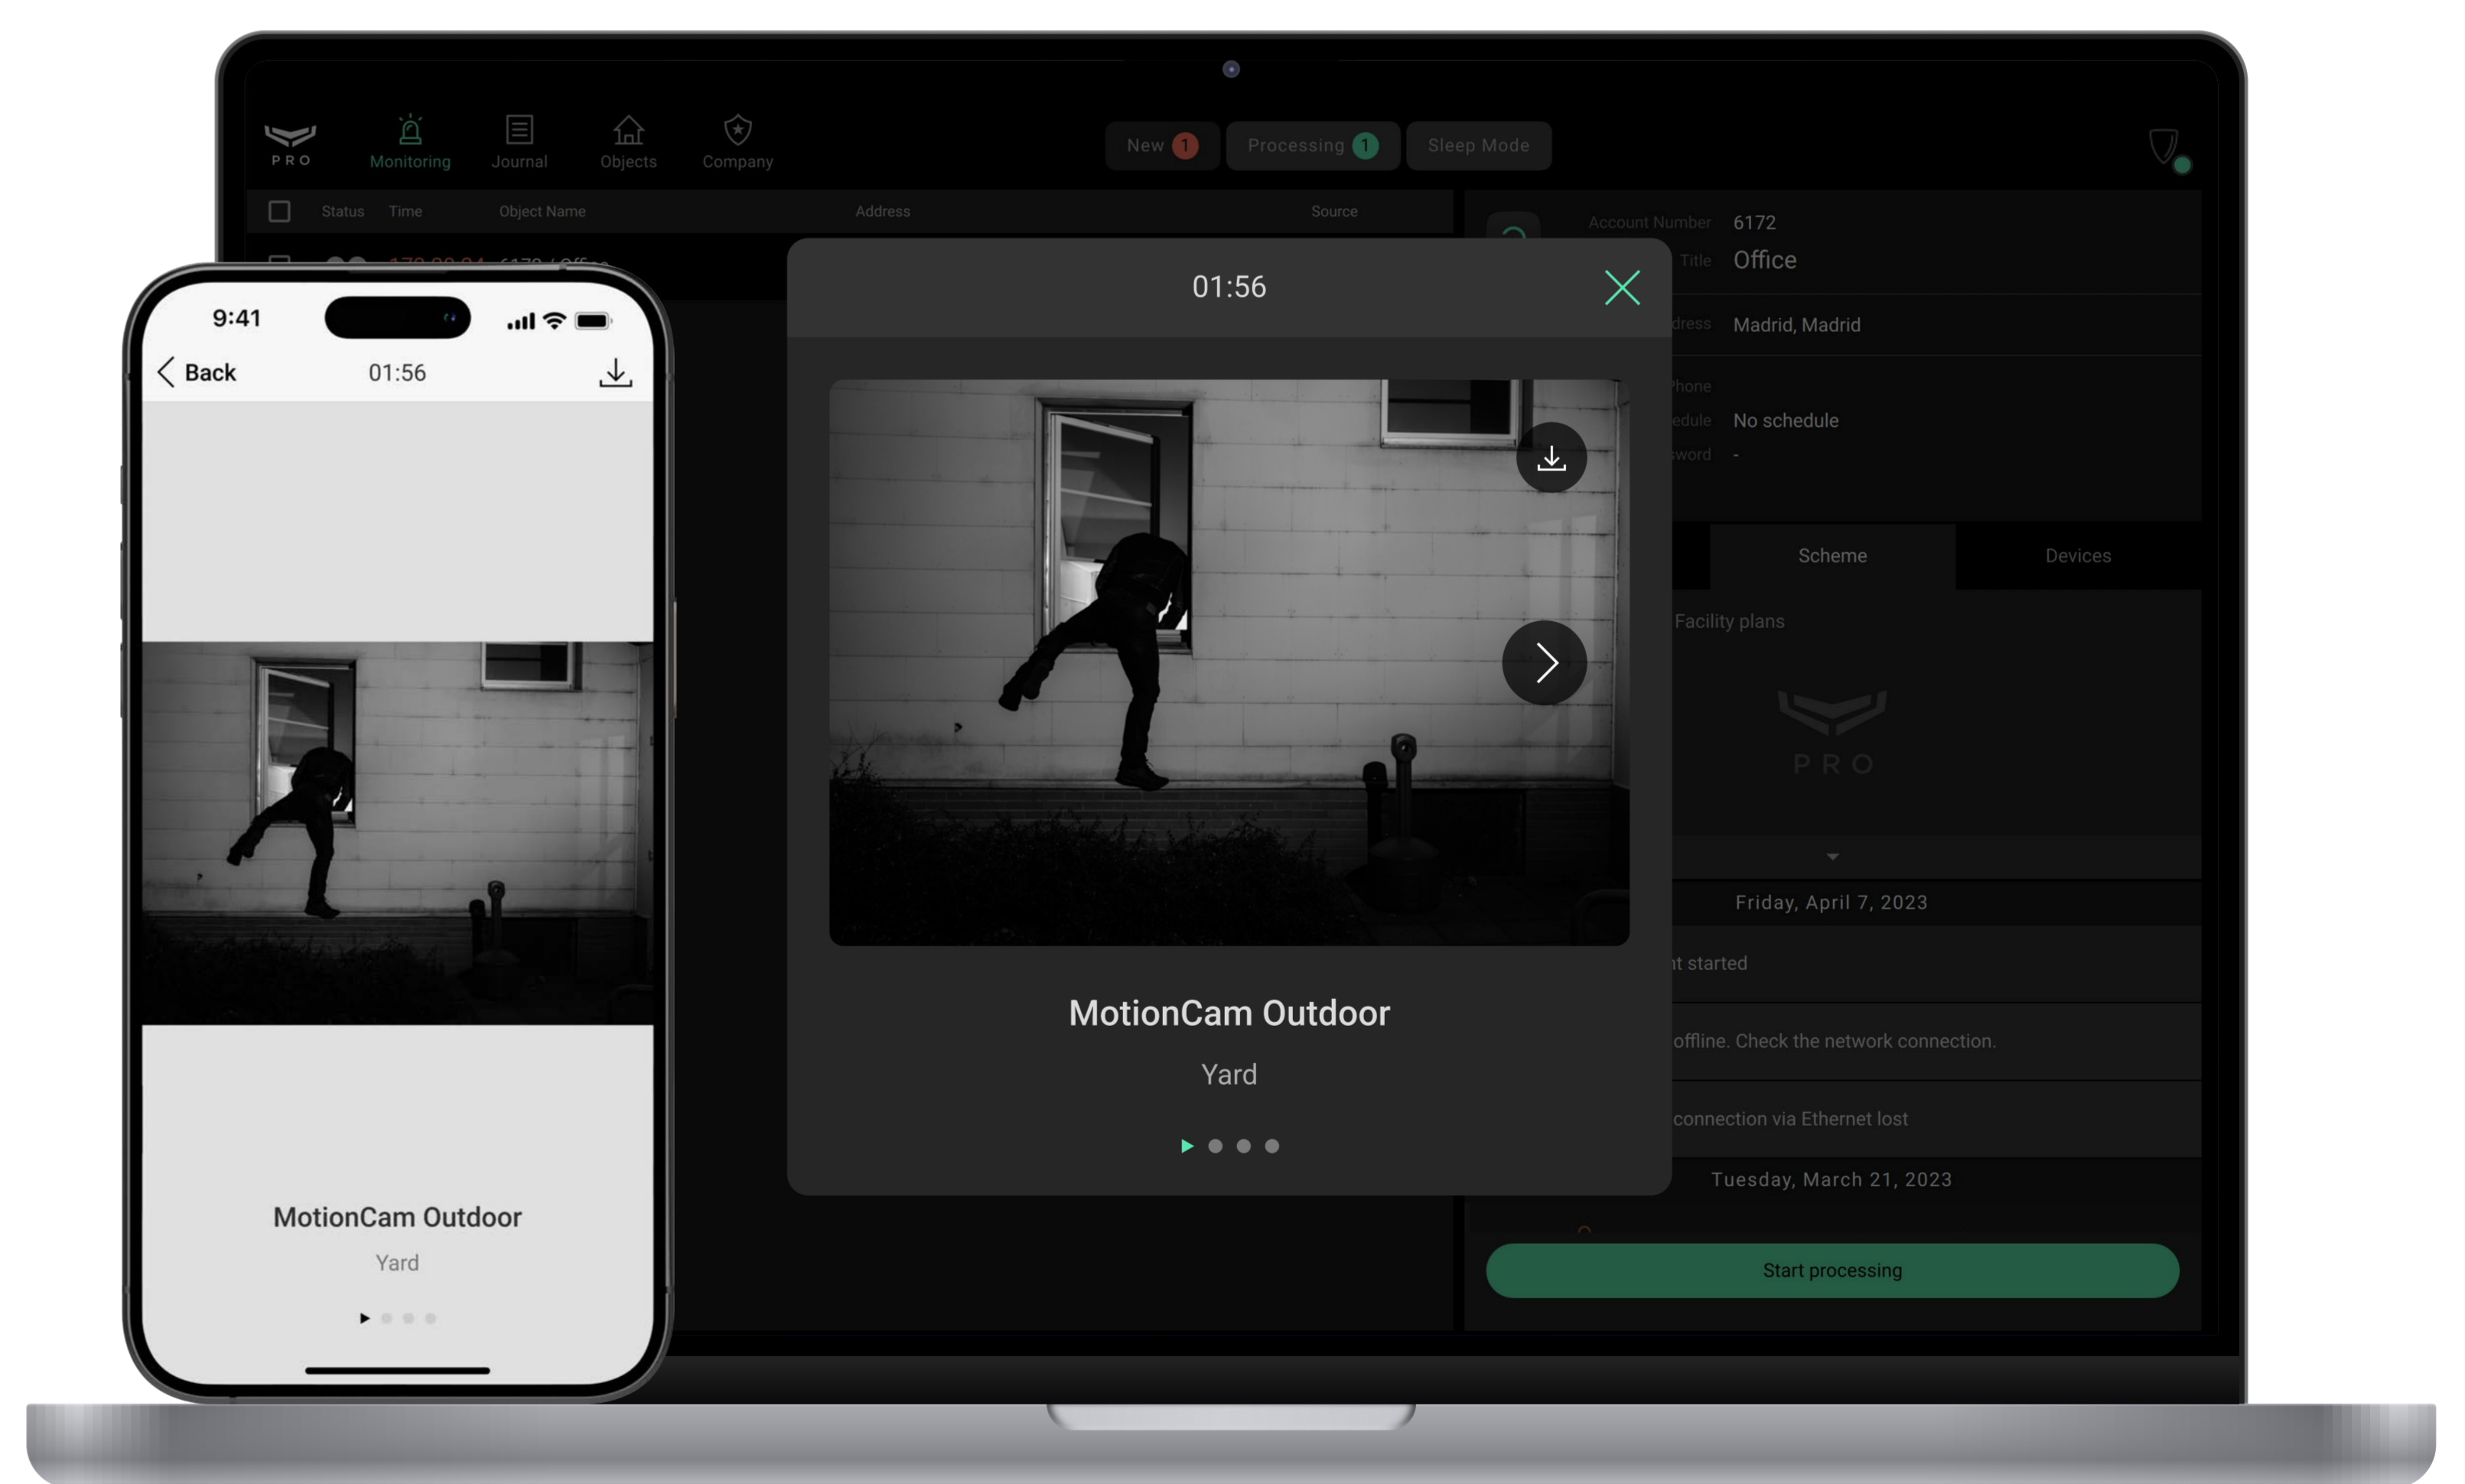 PRO
Monitoring
Journal
Objects
Company
New 1
Processing 1
Sleep Mode
Status Time Object Name Address Source
Account Number 6172
Title Office
Madrid, Madrid
No schedule
-
Scheme
Devices
Facility plans
PRO
Friday, April 7, 2023
started
offline. Check the network connection.
connection via Ethernet lost
Tuesday, March 21, 2023
Start processing
01:56
MotionCam Outdoor
Yard
9:41
Back
01:56
MotionCam Outdoor
Yard